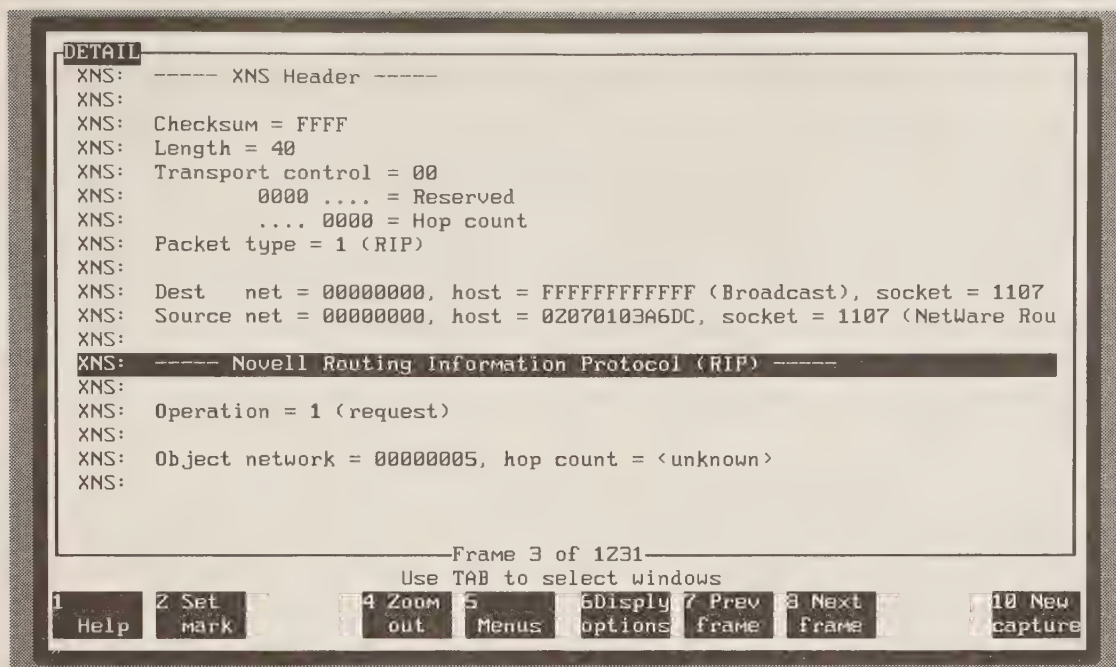 DETAIL
XNS: ----- XNS Header -----
XNS:
XNS: Checksum = FFFF
XNS: Length = 40
XNS: Transport control = 00
XNS: 0000 .... = Reserved
XNS: .... 0000 = Hop count
XNS: Packet type = 1 (RIP)
XNS:
XNS: Dest net = 00000000, host = FFFFFFFFFFFF (Broadcast), socket = 1107
XNS: Source net = 00000000, host = 02070103A6DC, socket = 1107 (NetWare Rou
XNS:
XNS: ----- Novell Routing Information Protocol (RIP) -----
XNS:
XNS: Operation = 1 (request)
XNS:
XNS: Object network = 00000005, hop count = <unknown>
XNS:
Frame 3 of 1231
Use TAB to select windows
1 Help
2 Set mark
4 Zoom out
5 Menus
6Disply options
7 Prev frame
8 Next frame
10 New capture